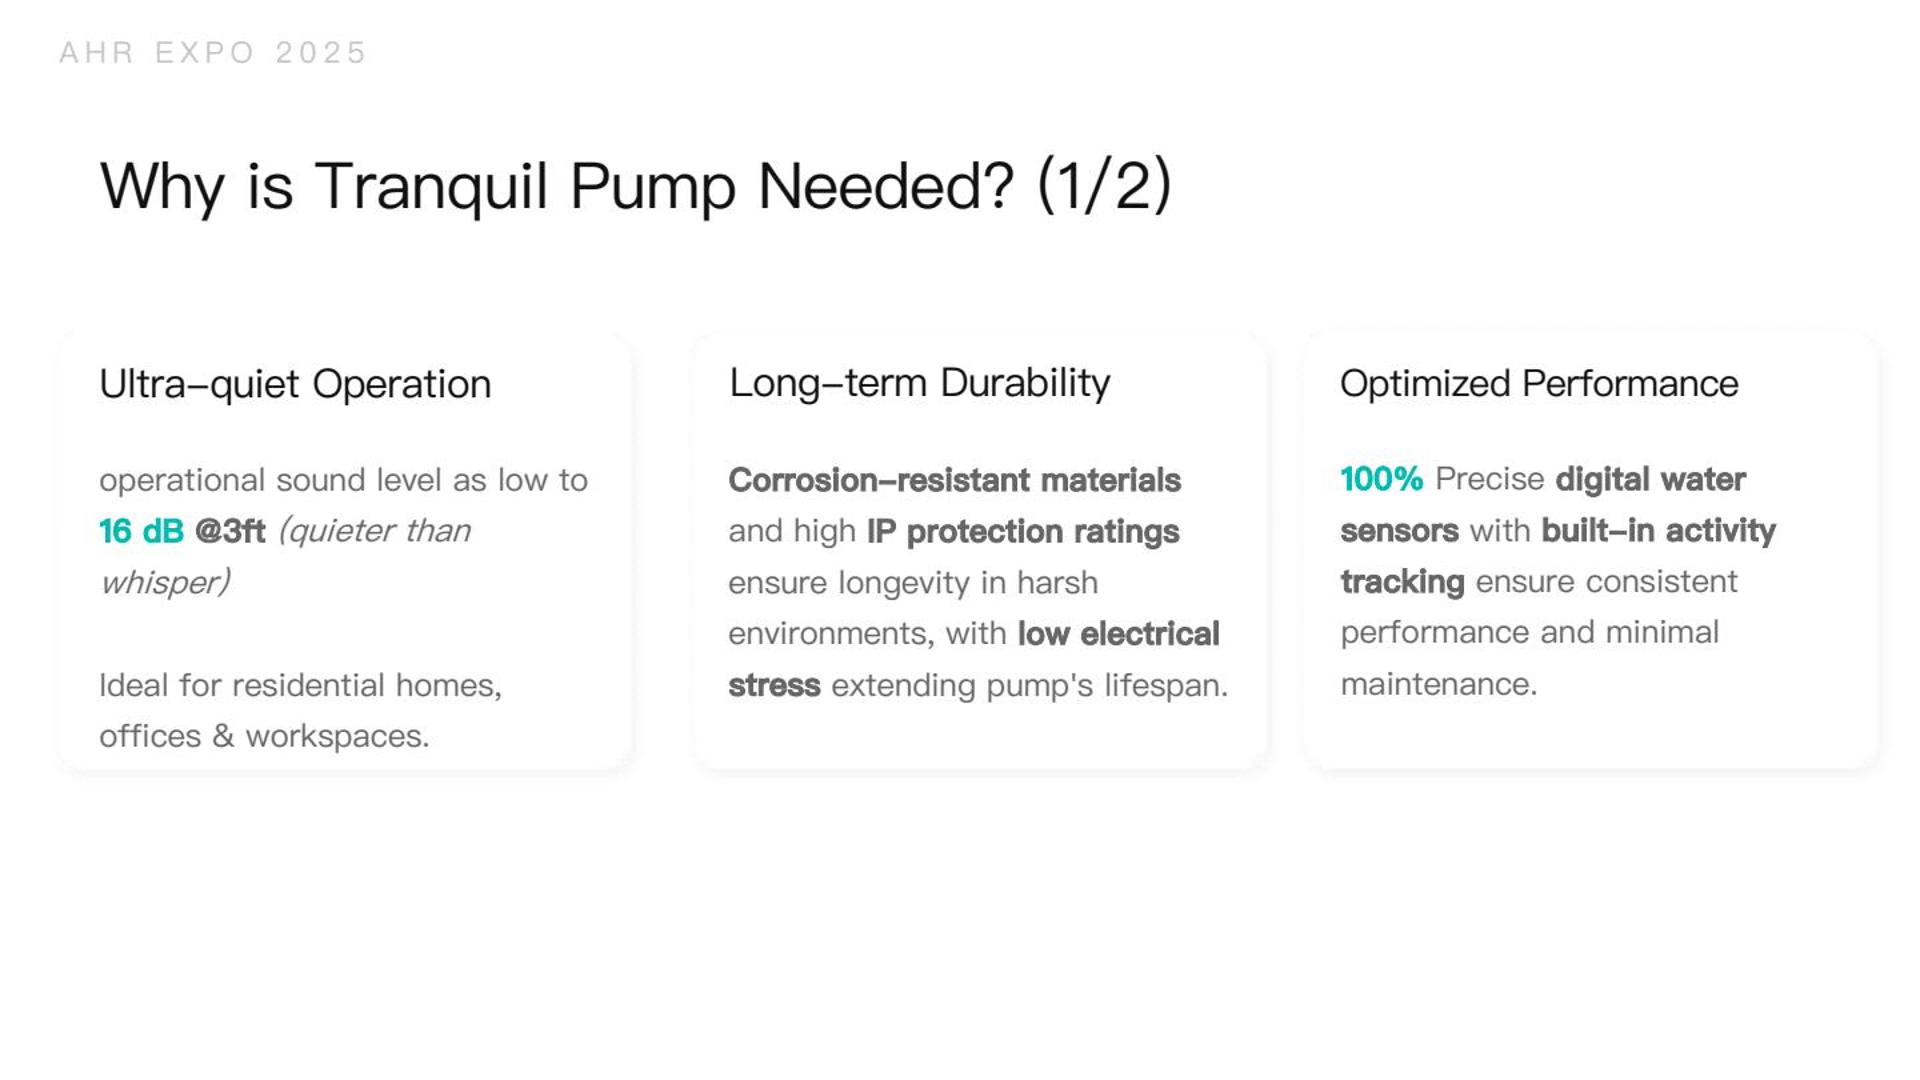 AHR EXPO 2025
Why is Tranquil Pump Needed? (1/2)
Ultra–quiet Operation
operational sound level as low to
16 dB @3ft (quieter than
whisper)
Ideal for residential homes,
offices & workspaces.
Long–term Durability
Corrosion–resistant materials
and high IP protection ratings
ensure longevity in harsh
environments, with low electrical
stress extending pump's lifespan.
Optimized Performance
100% Precise digital water
sensors with built–in activity
tracking ensure consistent
performance and minimal
maintenance.